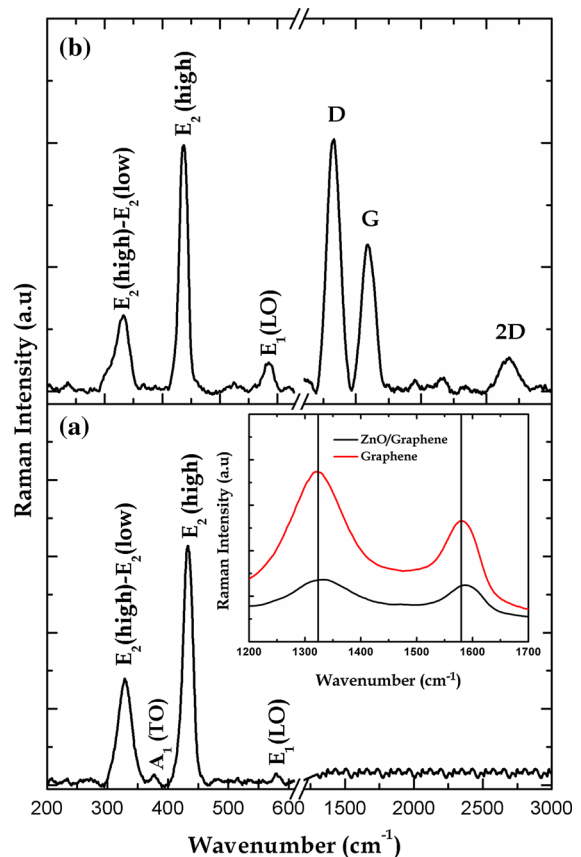 (b)
E2 (high)-E2 (low)
E2 (high)
E1 (LO)
D
G
2D
Raman Intensity (a.u)
(a)
E2 (high)-E2 (low)
A1 (TO)
E2 (high)
E1 (LO)
ZnO/Graphene
Graphene
Raman Intensity (a.u)
1200 1300 1400 1500 1600 1700
Wavenumber (cm-1)
200 300 400 500 600 1500 2000 2500 3000
Wavenumber (cm-1)